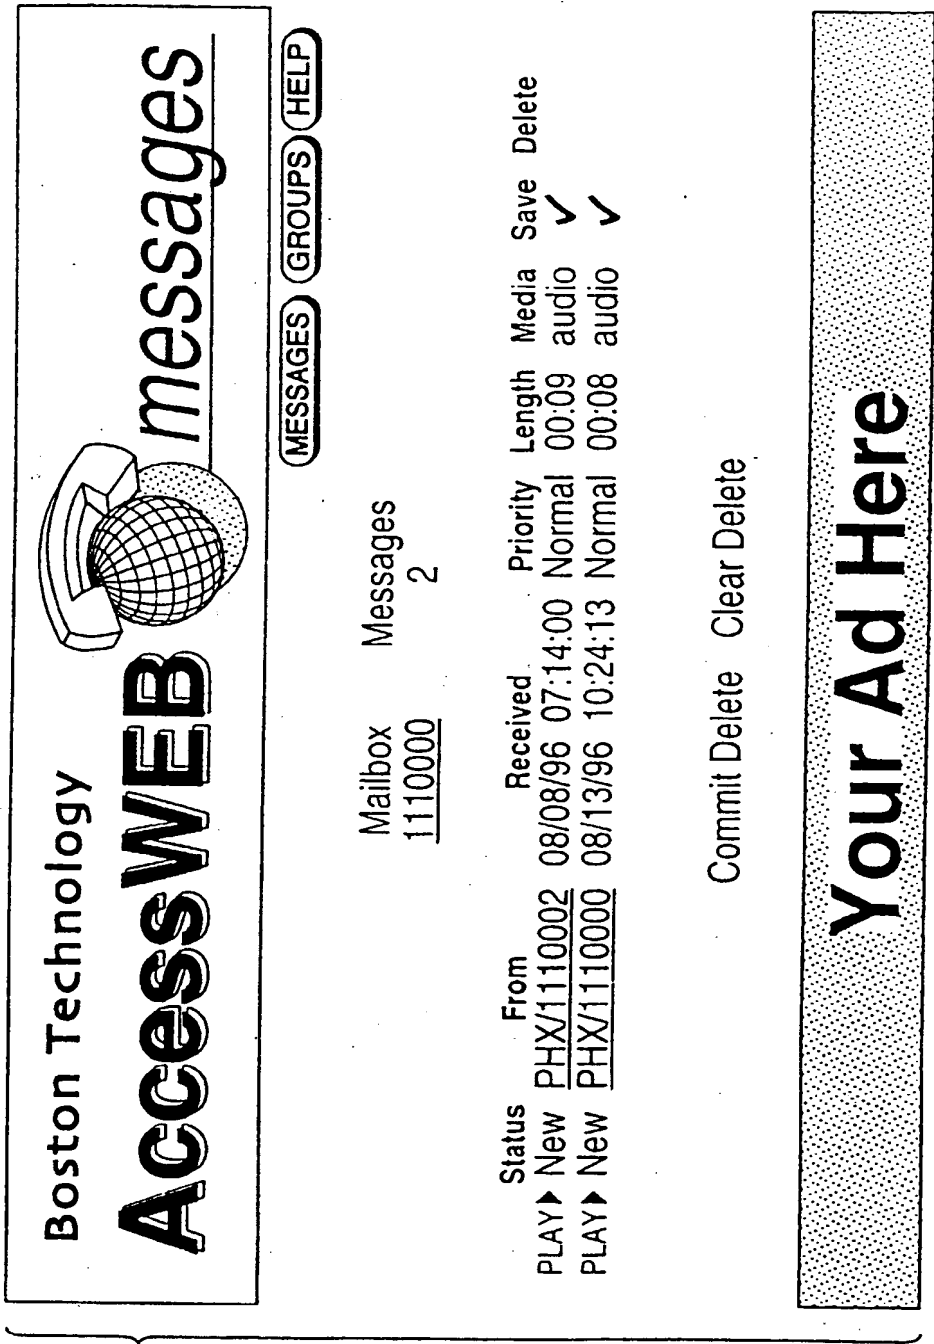 Boston Technology
AccessWEB messages
MESSAGES GROUPS HELP
Mailbox Messages
1110000 2
Status From Received Priority Length Media Save Delete
PLAY New PHX/1110002 08/08/96 07:14:00 Normal 00:09 audio
PLAY New PHX/1110000 08/13/96 10:24:13 Normal 00:08 audio
Commit Delete Clear Delete
Your Ad Here